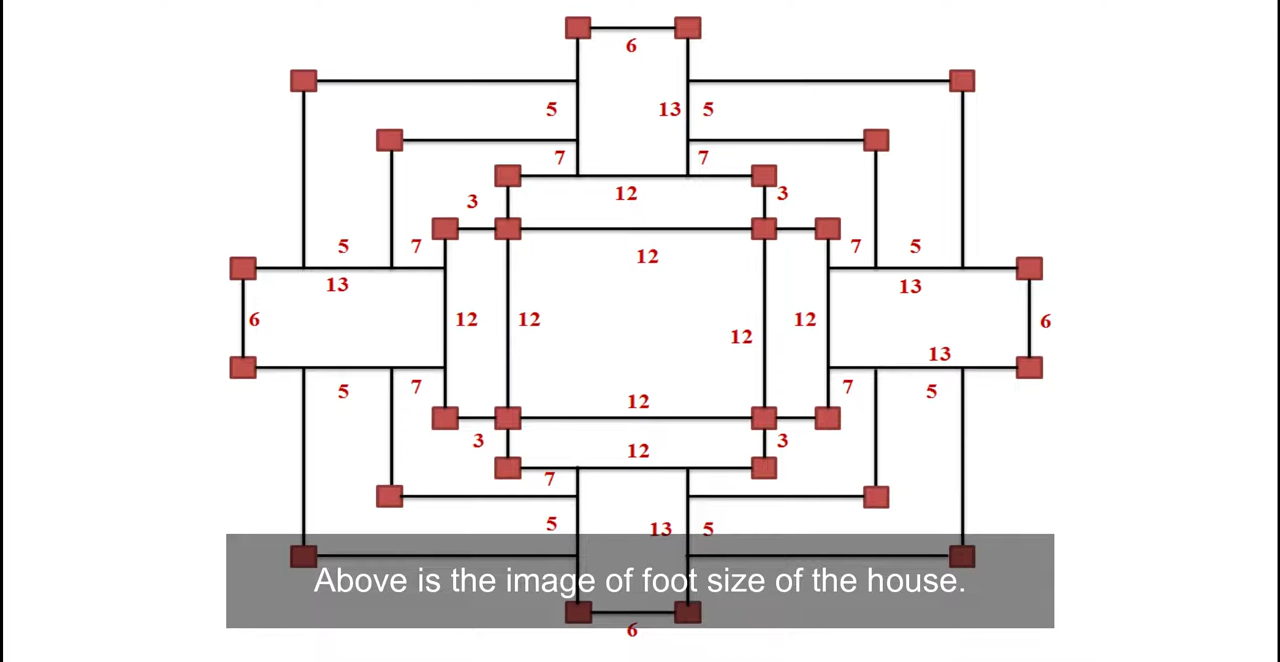 6
5 13 5
7 7
12
3 3
12
5 7 7 5
13 13
6 12 12 12 12 6
13
5 7 7 5
12
3 12 3
7
5 13 5
Above is the image of foot size of the house.
6